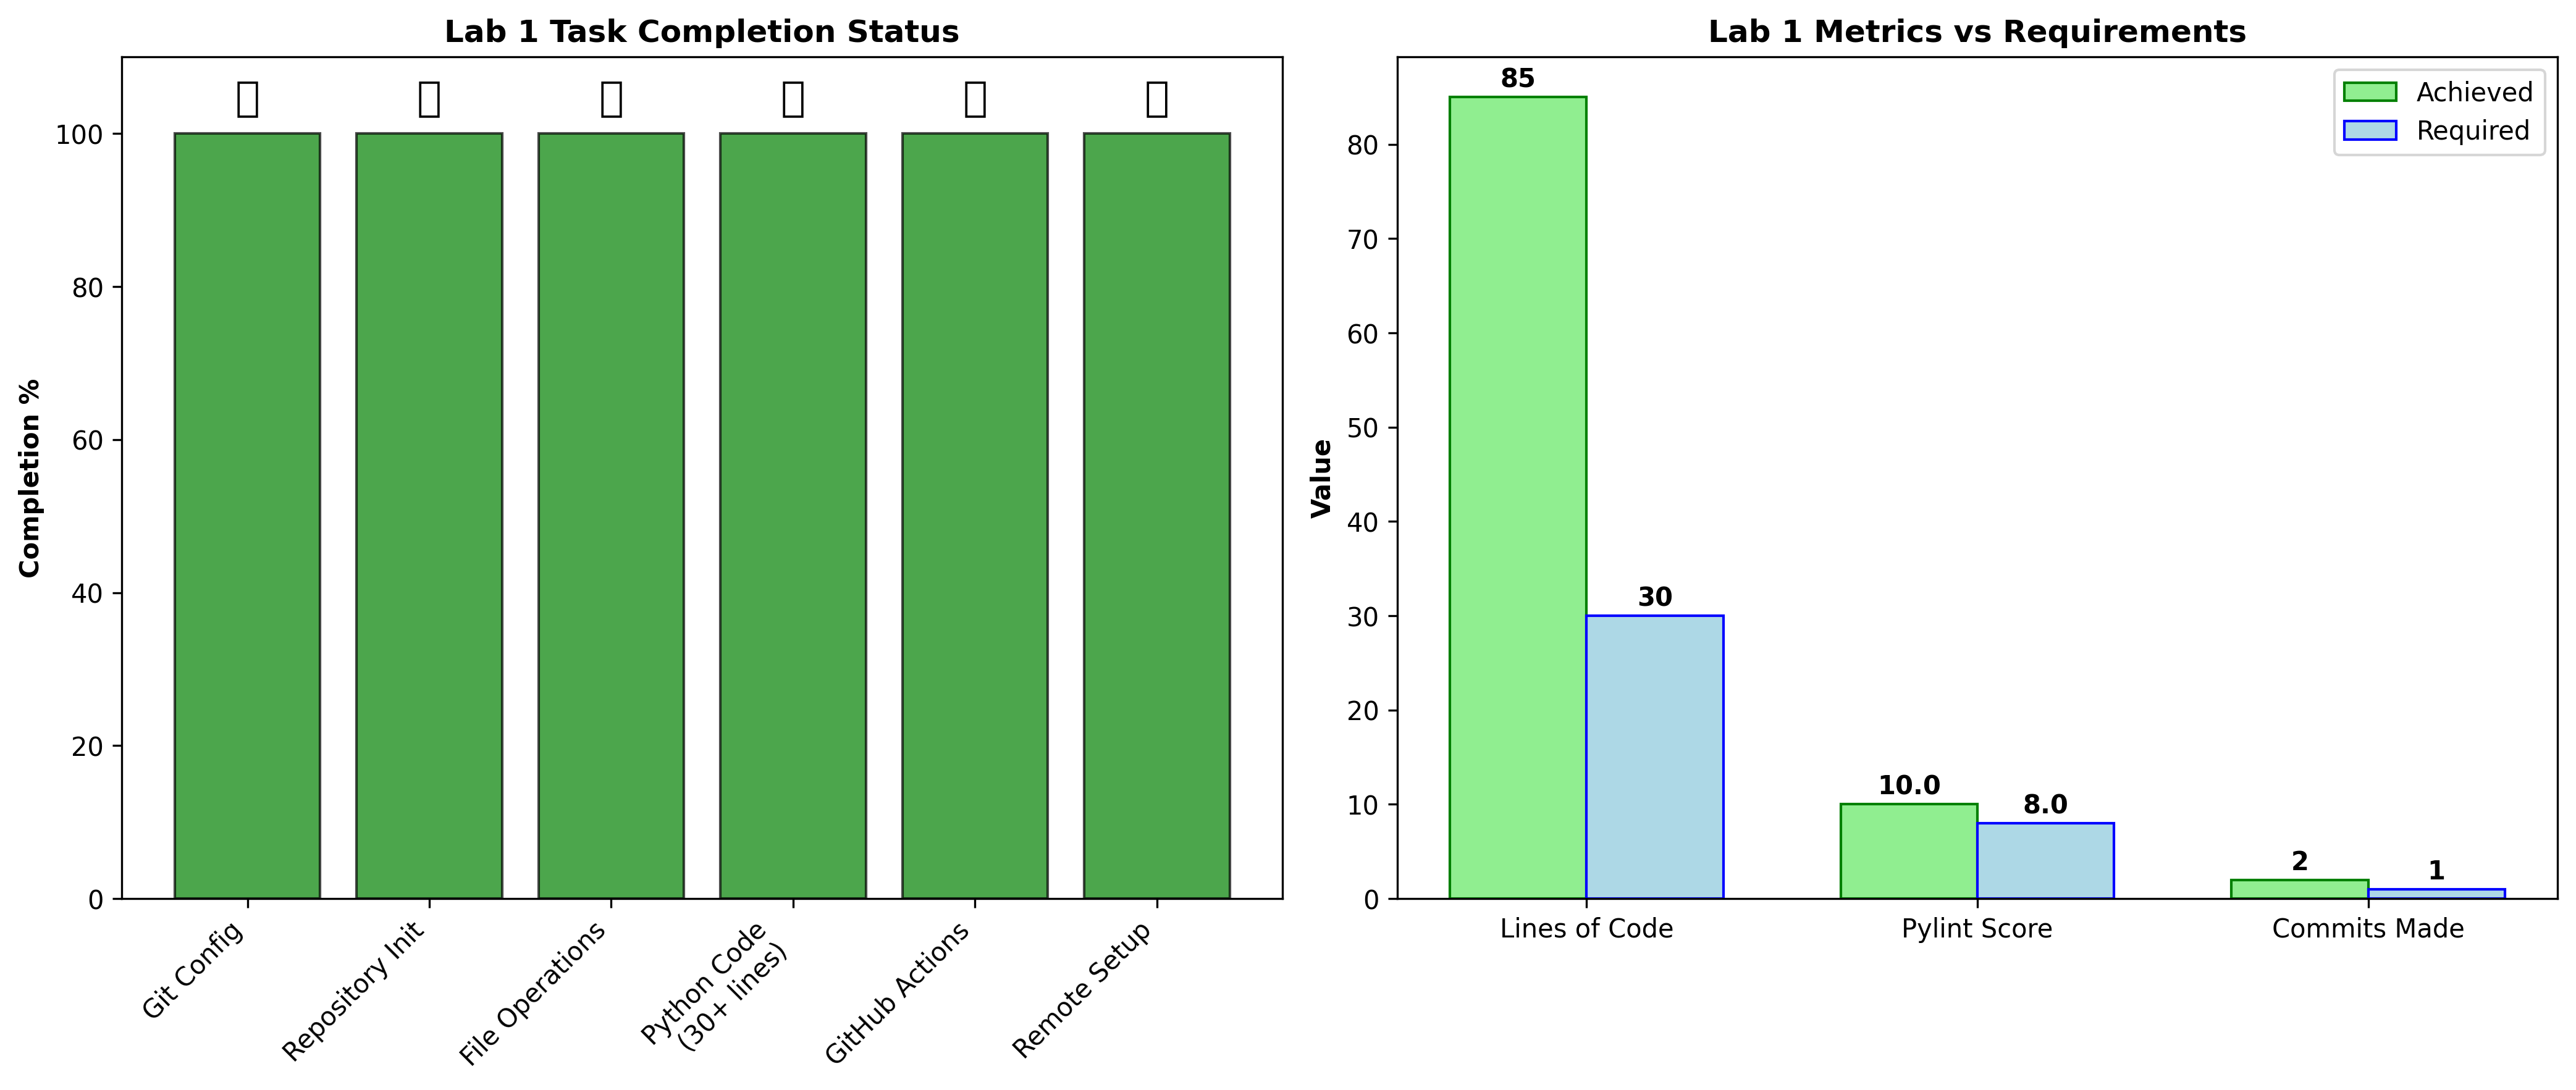 Lab 1 Task Completion Status
Completion %
100
80
60
40
20
0
Git Config
Repository Init
File Operations
Python Code
(30+ lines)
GitHub Actions
Remote Setup
Lab 1 Metrics vs Requirements
Achieved
Required
Value
80
70
60
50
40
30
20
10
0
85
30
10.0
8.0
2
1
Lines of Code
Pylint Score
Commits Made